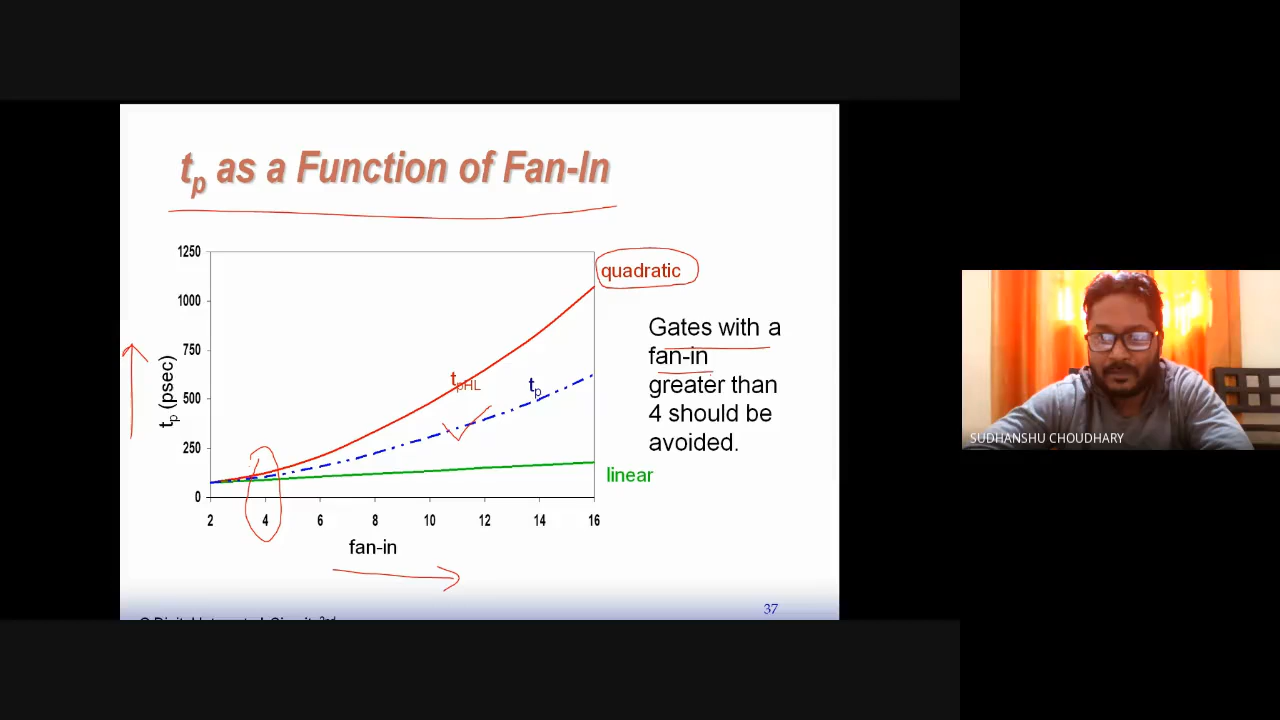 tp as a Function of Fan-In
1250
1000
750
500
250
0
tp (psec)
tpHL
tp
quadratic
linear
2 4 6 8 10 12 14 16
fan-in
Gates with a
fan-in
greater than
4 should be
avoided.
37
SUDHANSHU CHOUDHARY